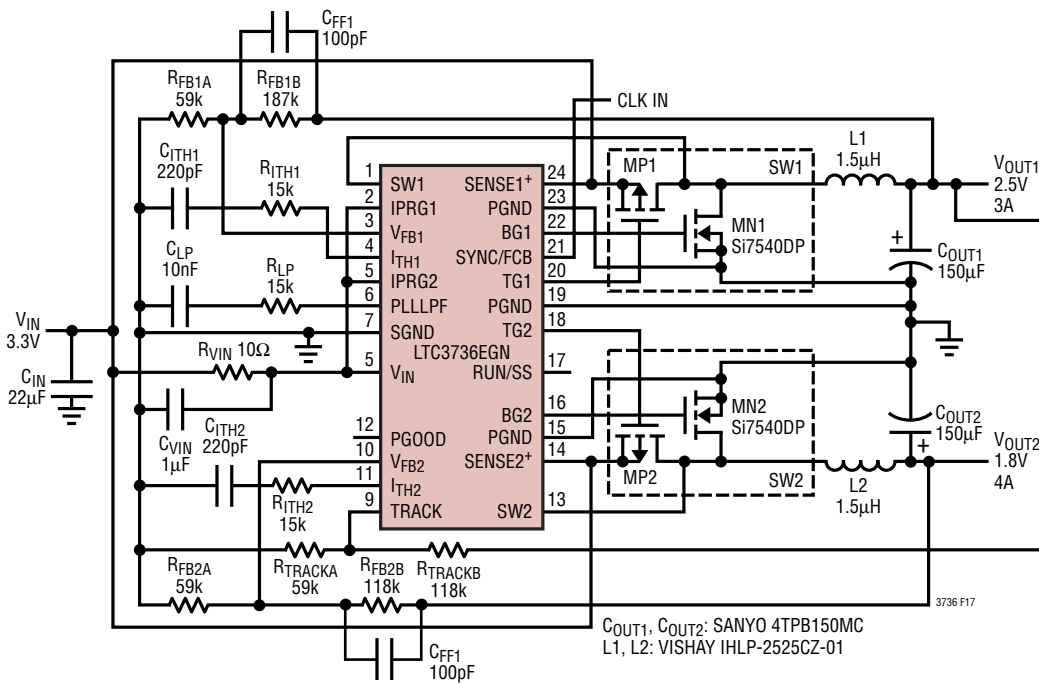 CFF1
100pF
RFB1A
59k
RFB1B
187k
CLK IN
CITH1
220pF
RITH1
15k
CLP
10nF
RLP
15k
VIN
3.3V
CIN
22µF
RVIN 10Ω
CVIN
1µF
CITH2
220pF
RITH2
15k
1
SW1
2
IPRG1
3
VFB1
4
ITH1
5
IPRG2
6
PLLLPF
7
SGND
LTC3736EGN
5
VIN
12
PGOOD
10
VFB2
11
ITH2
9
TRACK
24
SENSE1+
23
PGND
22
BG1
21
SYNC/FCB
20
TG1
19
PGND
18
TG2
17
RUN/SS
16
BG2
15
PGND
14
SENSE2+
13
SW2
MP1
SW1
MN1
Si7540DP
L1
1.5µH
VOUT1
2.5V
3A
+
COUT1
150µF
MN2
Si7540DP
MP2
SW2
COUT2
150µF
+
L2
1.5µH
VOUT2
1.8V
4A
RFB2A
59k
RTRACKA
59k
RFB2B
118k
RTRACKB
118k
CFF1
100pF
3736 F17
COUT1, COUT2: SANYO 4TPB150MC
L1, L2: VISHAY IHLP-2525CZ-01